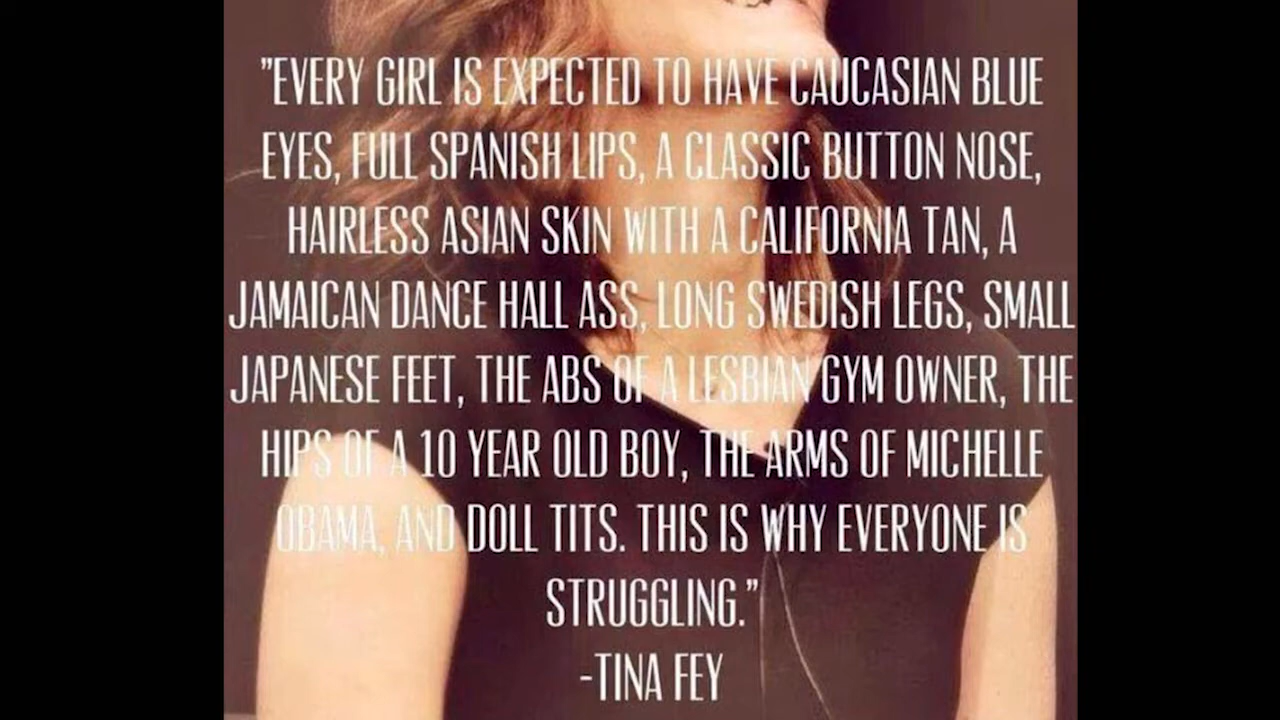 "EVERY GIRL IS EXPECTED TO HAVE CAUCASIAN BLUE
EYES, FULL SPANISH LIPS, A CLASSIC BUTTON NOSE,
HAIRLESS ASIAN SKIN WITH A CALIFORNIA TAN, A
JAMAICAN DANCE HALL ASS, LONG SWEDISH LEGS, SMALL
JAPANESE FEET, THE ABS OF A LESBIAN GYM OWNER, THE
HIPS OF A 10 YEAR OLD BOY, THE ARMS OF MICHELLE
OBAMA, AND DOLL TITS. THIS IS WHY EVERYONE IS
STRUGGLING."
-TINA FEY